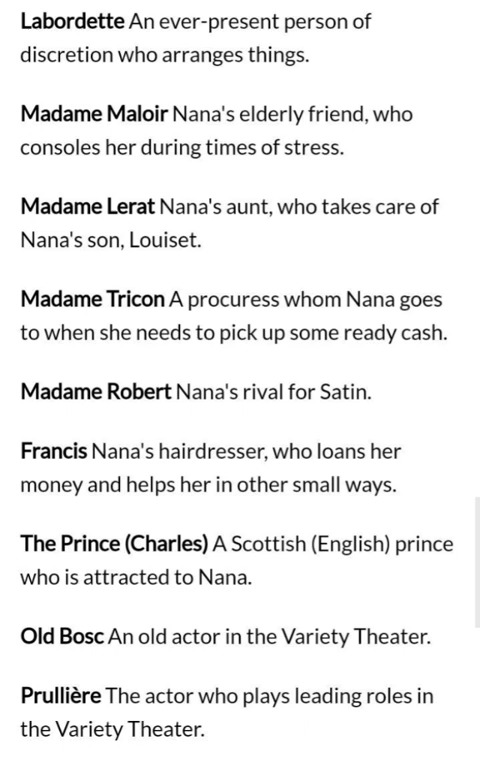 Labordette An ever-present person of
discretion who arranges things.
Madame Maloir Nana's elderly friend, who
consoles her during times of stress.
Madame Lerat Nana's aunt, who takes care of
Nana's son, Louiset.
Madame Tricon A procuress whom Nana goes
to when she needs to pick up some ready cash.
Madame Robert Nana's rival for Satin.
Francis Nana's hairdresser, who loans her
money and helps her in other small ways.
The Prince (Charles) A Scottish (English) prince
who is attracted to Nana.
Old Bosc An old actor in the Variety Theater.
Prullière The actor who plays leading roles in
the Variety Theater.